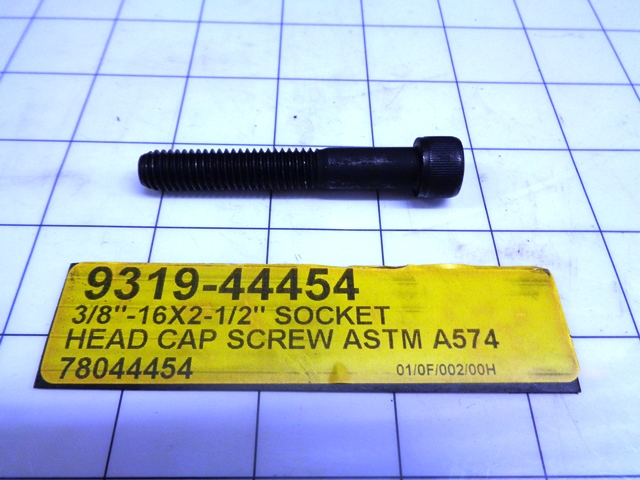 9319-44454
3/8"-16X2-1/2" SOCKET
HEAD CAP SCREW ASTM A574
78044454 01/0F/002/00H